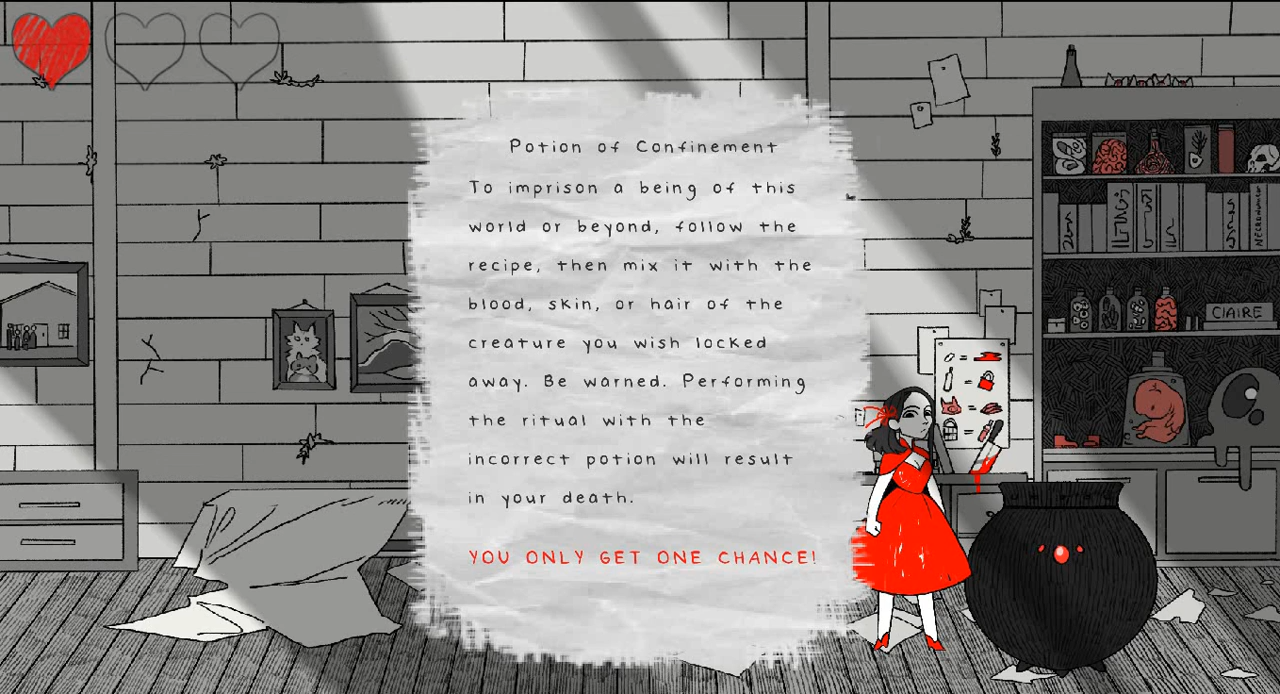 Potion of Confinement
To imprison a being of this
world or beyond, follow the
recipe, then mix it with the
blood, skin, or hair of the
creature you wish locked
away. Be warned. Performing
the ritual with the
incorrect potion will result
in your death.
YOU ONLY GET ONE CHANCE!
CLAIRE